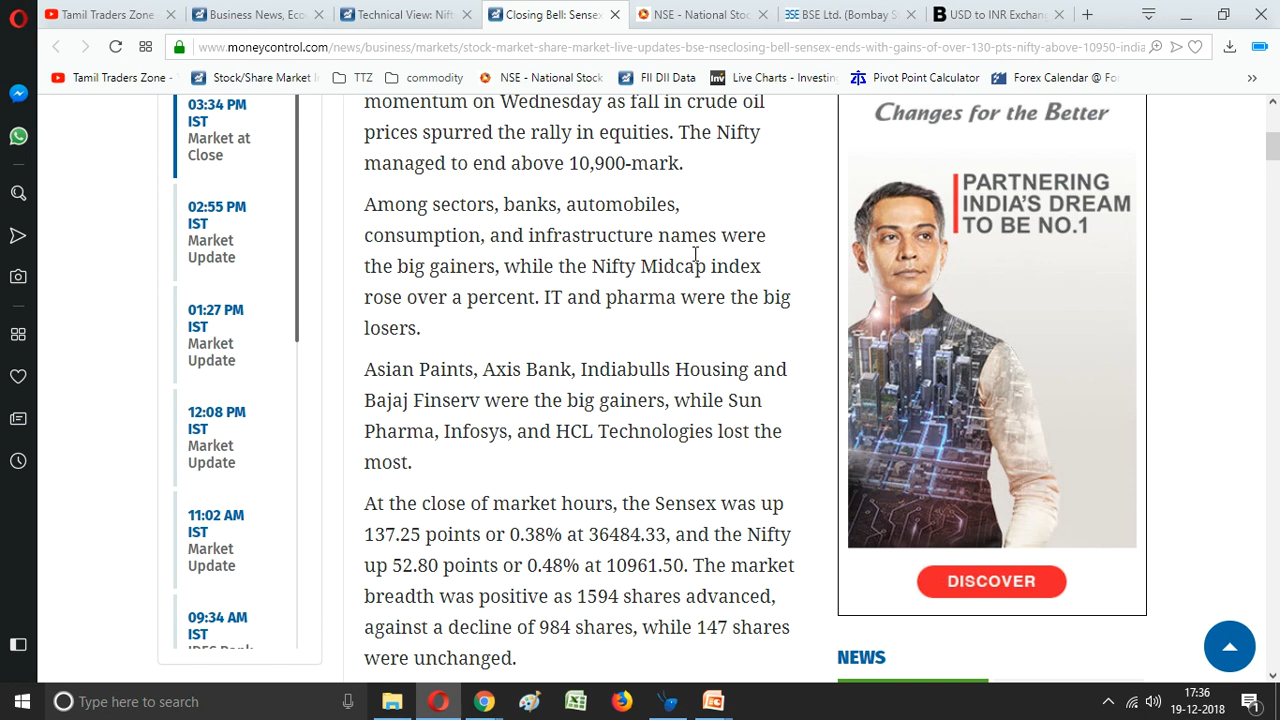 Tamil Traders Zone
Business News, Eco
Technical View: Nift
Closing Bell: Sensex
NSE - National Stoc
BSE Ltd. (Bombay S
USD to INR Exchan
www.moneycontrol.com/news/business/markets/stock-market-share-market-live-updates-bse-nseclosing-bell-sensex-ends-with-gains-of-over-130-pts-nifty-above-10950-india
Tamil Traders Zone -
Stock/Share Market I
TTZ
commodity
NSE - National Stock
FII DII Data
Live Charts - Investin
Pivot Point Calculator
Forex Calendar @ Fo
03:34 PM
IST
Market at
Close
02:55 PM
IST
Market
Update
01:27 PM
IST
Market
Update
12:08 PM
IST
Market
Update
11:02 AM
IST
Market
Update
09:34 AM
IST
momentum on Wednesday as fall in crude oil
prices spurred the rally in equities. The Nifty
managed to end above 10,900-mark.
Among sectors, banks, automobiles,
consumption, and infrastructure names were
the big gainers, while the Nifty Midcap index
rose over a percent. IT and pharma were the big
losers.
Asian Paints, Axis Bank, Indiabulls Housing and
Bajaj Finserv were the big gainers, while Sun
Pharma, Infosys, and HCL Technologies lost the
most.
At the close of market hours, the Sensex was up
137.25 points or 0.38% at 36484.33, and the Nifty
up 52.80 points or 0.48% at 10961.50. The market
breadth was positive as 1594 shares advanced,
against a decline of 984 shares, while 147 shares
were unchanged.
Changes for the Better
PARTNERING
INDIA'S DREAM
TO BE NO.1
DISCOVER
NEWS
Type here to search
17:36
19-12-2018